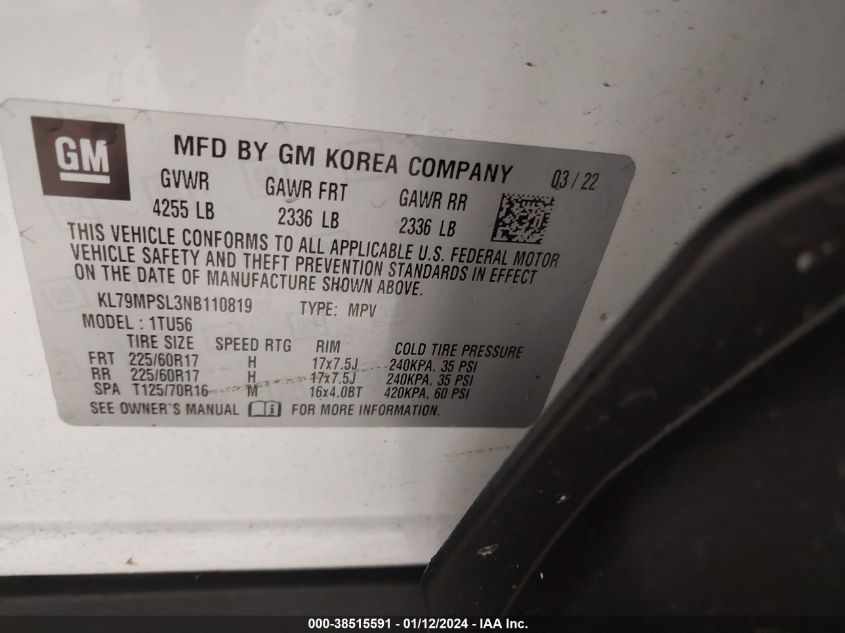 GM
MFD BY GM KOREA COMPANY 03/22
GVWR GAWR FRT GAWR RR
4255 LB 2336 LB 2336 LB
THIS VEHICLE CONFORMS TO ALL APPLICABLE U.S. FEDERAL MOTOR
VEHICLE SAFETY AND THEFT PREVENTION STANDARDS IN EFFECT
ON THE DATE OF MANUFACTURE SHOWN ABOVE.
KL79MPSL3NB110819 TYPE: MPV
MODEL: 1TU56
TIRE SIZE SPEED RTG RIM COLD TIRE PRESSURE
FRT 225/60R17 H 17x7.5J 240KPA, 35 PSI
RR 225/60R17 H 17x7.5J 240KPA, 35 PSI
SPA T125/70R16 M 16x4.0BT 420KPA, 60 PSI
SEE OWNER'S MANUAL FOR MORE INFORMATION.
000-38515591 - 01/12/2024 - IAA Inc.